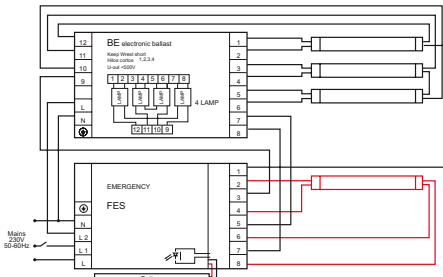 BE electronic ballast
Keep Wires short
Hilos cortos 1,2,3,4
U-out <500V
1 2 3 4 5 6 7 8
LAMP LAMP LAMP LAMP
4 LAMP
12 11 10 9
12
11
10
9
L
N
1
2
3
4
5
6
7
8
EMERGENCY
FES
N
L 2
L 1
L
1
2
3
4
5
6
7
8
Mains
230V
50-60Hz